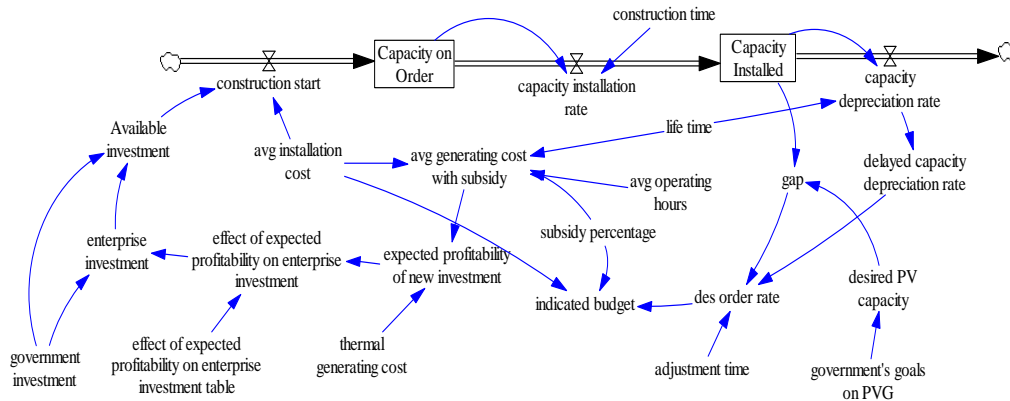 construction time
Capacity on
Order
Capacity
Installed
construction start
capacity installation
rate
capacity
depreciation rate
Available
investment
avg installation
cost
avg generating cost
with subsidy
life time
delayed capacity
depreciation rate
avg operating
hours
gap
enterprise
investment
effect of expected
profitability on enterprise
investment
expected profitability
of new investment
subsidy percentage
indicated budget
des order rate
desired PV
capacity
government
investment
effect of expected
profitability on enterprise
investment table
thermal
generating cost
adjustment time
government's goals
on PVG